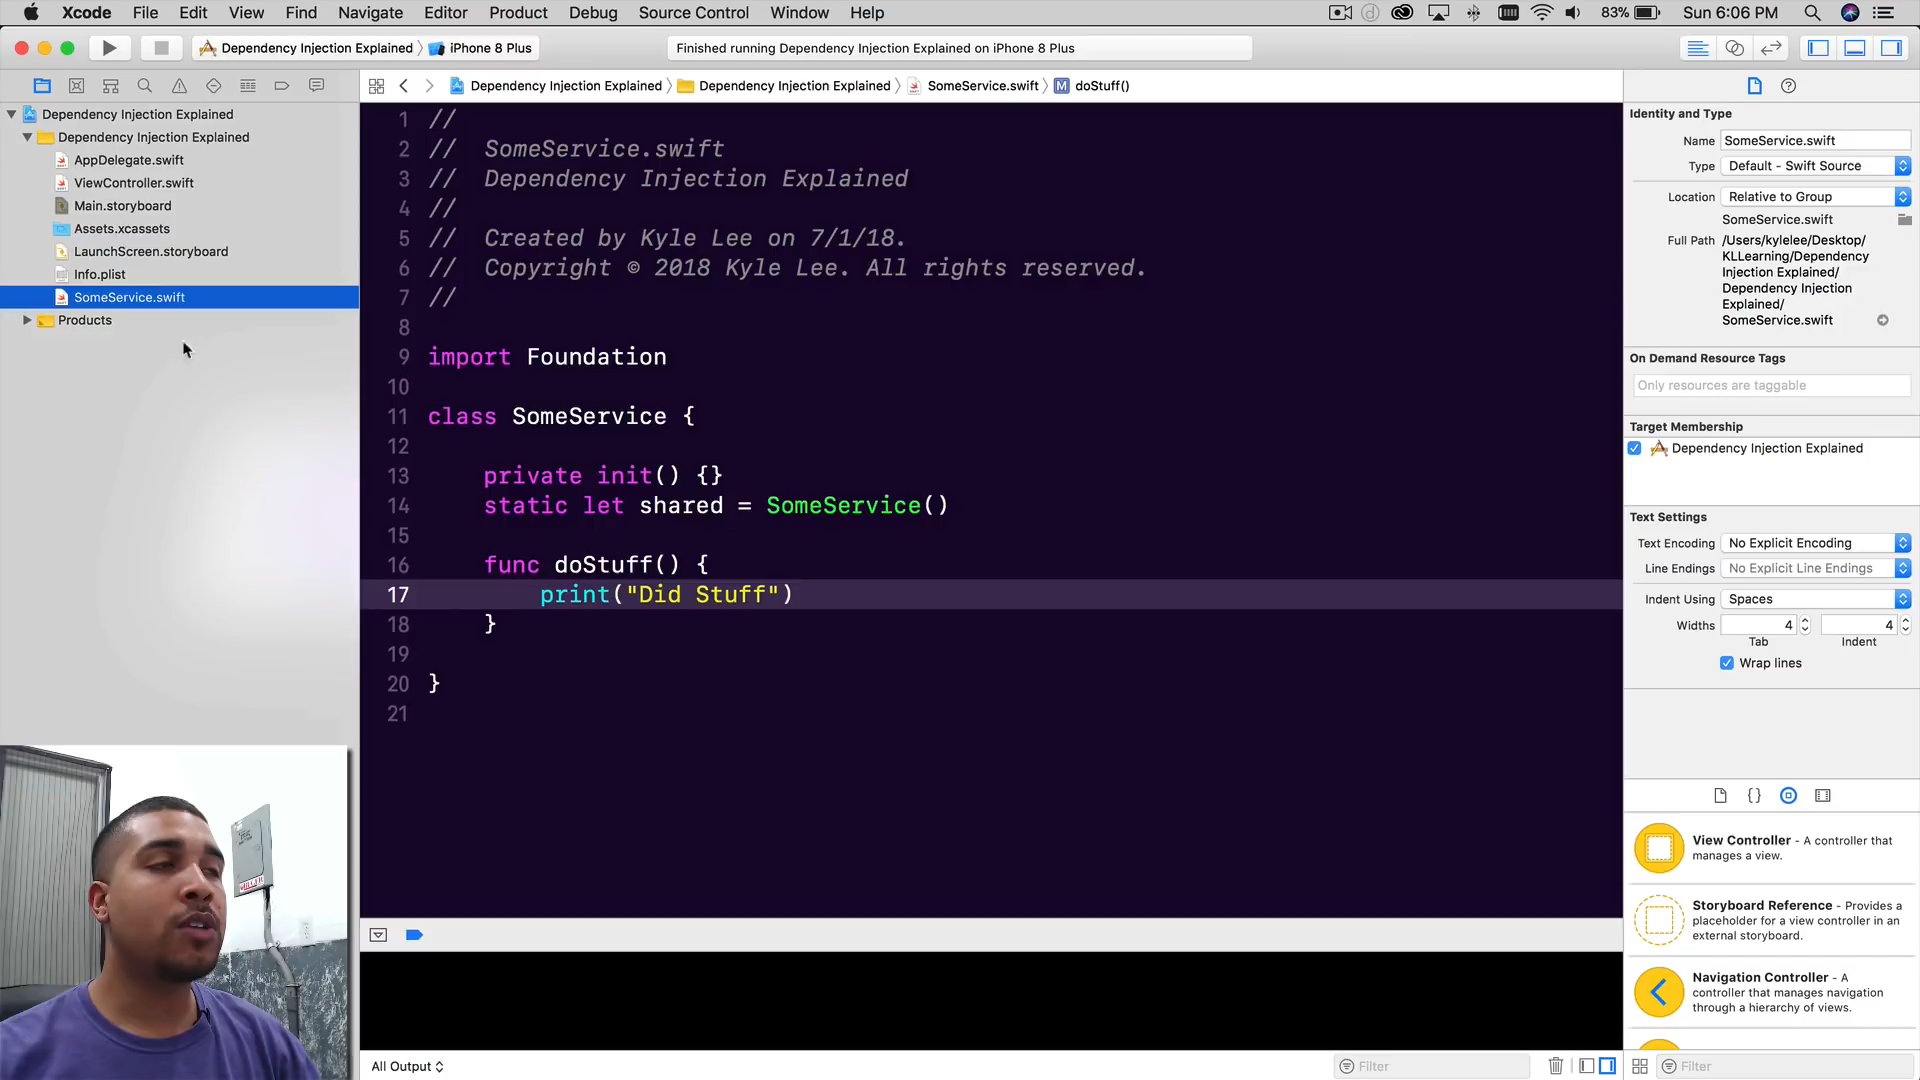 Xcode File Edit View Find Navigate Editor Product Debug Source Control Window Help 83% Sun 6:06 PM
Dependency Injection Explained iPhone 8 Plus
Finished running Dependency Injection Explained on iPhone 8 Plus
Dependency Injection Explained Dependency Injection Explained SomeService.swift M doStuff()
Dependency Injection Explained
Dependency Injection Explained
AppDelegate.swift
ViewController.swift
Main.storyboard
Assets.xcassets
LaunchScreen.storyboard
Info.plist
SomeService.swift
Products
1 //
2 // SomeService.swift
3 // Dependency Injection Explained
4 //
5 // Created by Kyle Lee on 7/1/18.
6 // Copyright © 2018 Kyle Lee. All rights reserved.
7 //
8
9 import Foundation
10
11 class SomeService {
12
13 private init() {}
14 static let shared = SomeService()
15
16 func doStuff() {
17 print("Did Stuff")
18 }
19
20 }
21
All Output
Filter
Identity and Type
Name SomeService.swift
Type Default - Swift Source
Location Relative to Group
SomeService.swift
Full Path /Users/kylelee/Desktop/
KLLearning/Dependency
Injection Explained/
Dependency Injection
Explained/
SomeService.swift
On Demand Resource Tags
Only resources are taggable
Target Membership
Dependency Injection Explained
Text Settings
Text Encoding No Explicit Encoding
Line Endings No Explicit Line Endings
Indent Using Spaces
Widths 4 4
Tab Indent
Wrap lines
{}
View Controller - A controller that
manages a view.
Storyboard Reference - Provides a
placeholder for a view controller in an
external storyboard.
Navigation Controller - A
controller that manages navigation
through a hierarchy of views.
Filter